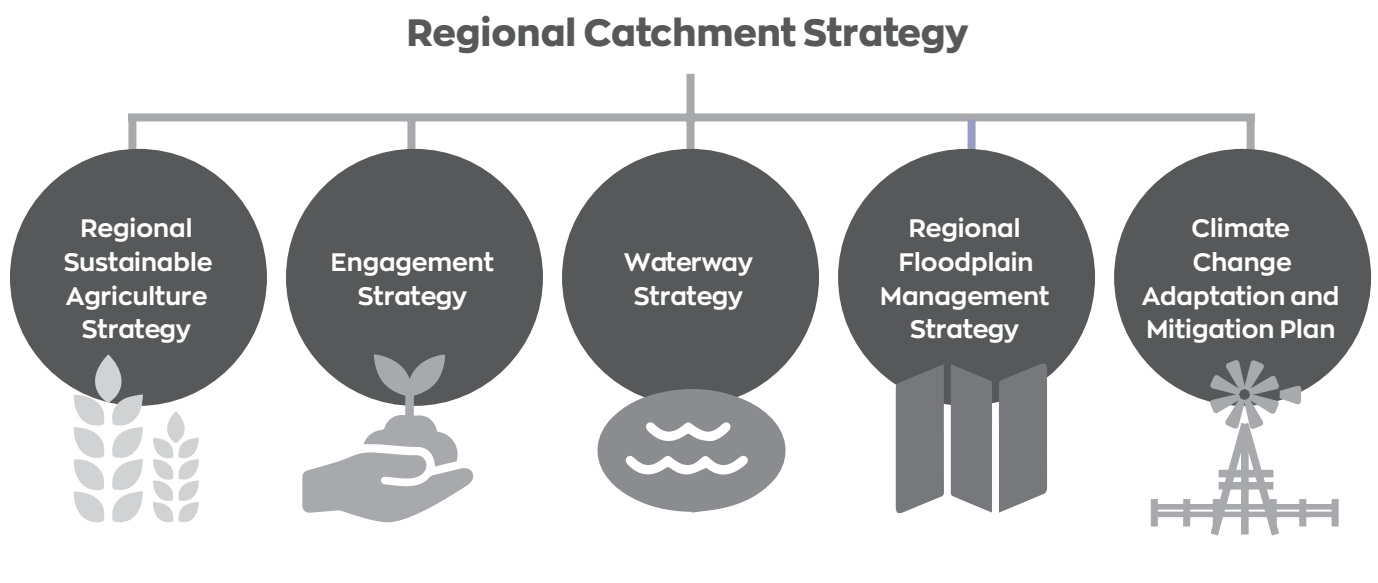 Regional Catchment Strategy
Regional
Sustainable
Agriculture
Strategy
Engagement
Strategy
Waterway
Strategy
Regional
Floodplain
Management
Strategy
Climate
Change
Adaptation and
Mitigation Plan